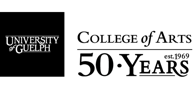 UNIVERSITY
OF GUELPH
COLLEGE of ARTS
50·YEARS
est.1969